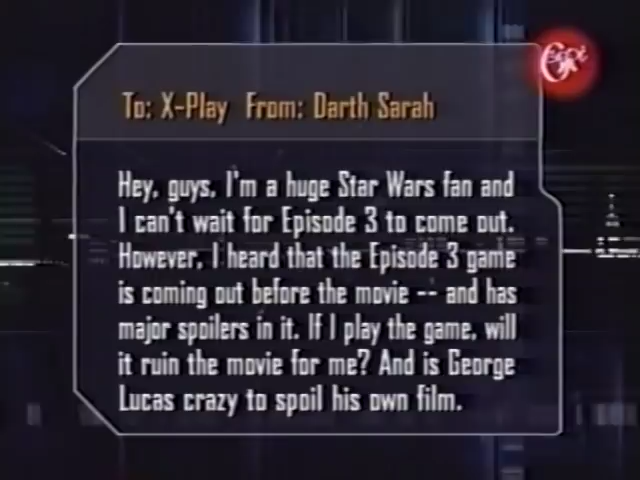 To: X-Play From: Darth Sarah
Hey, guys, I'm a huge Star Wars fan and
I can't wait for Episode 3 to come out.
However, I heard that the Episode 3 game
is coming out before the movie -- and has
major spoilers in it. If I play the game, will
it ruin the movie for me? And is George
Lucas crazy to spoil his own film.